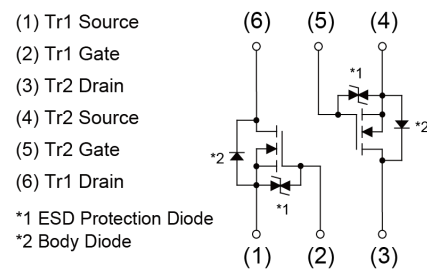 (1) Tr1 Source
(2) Tr1 Gate
(3) Tr2 Drain
(4) Tr2 Source
(5) Tr2 Gate
(6) Tr1 Drain
*1 ESD Protection Diode
*2 Body Diode
(6) (5) (4)
*1
*2
*2
*1
(1) (2) (3)